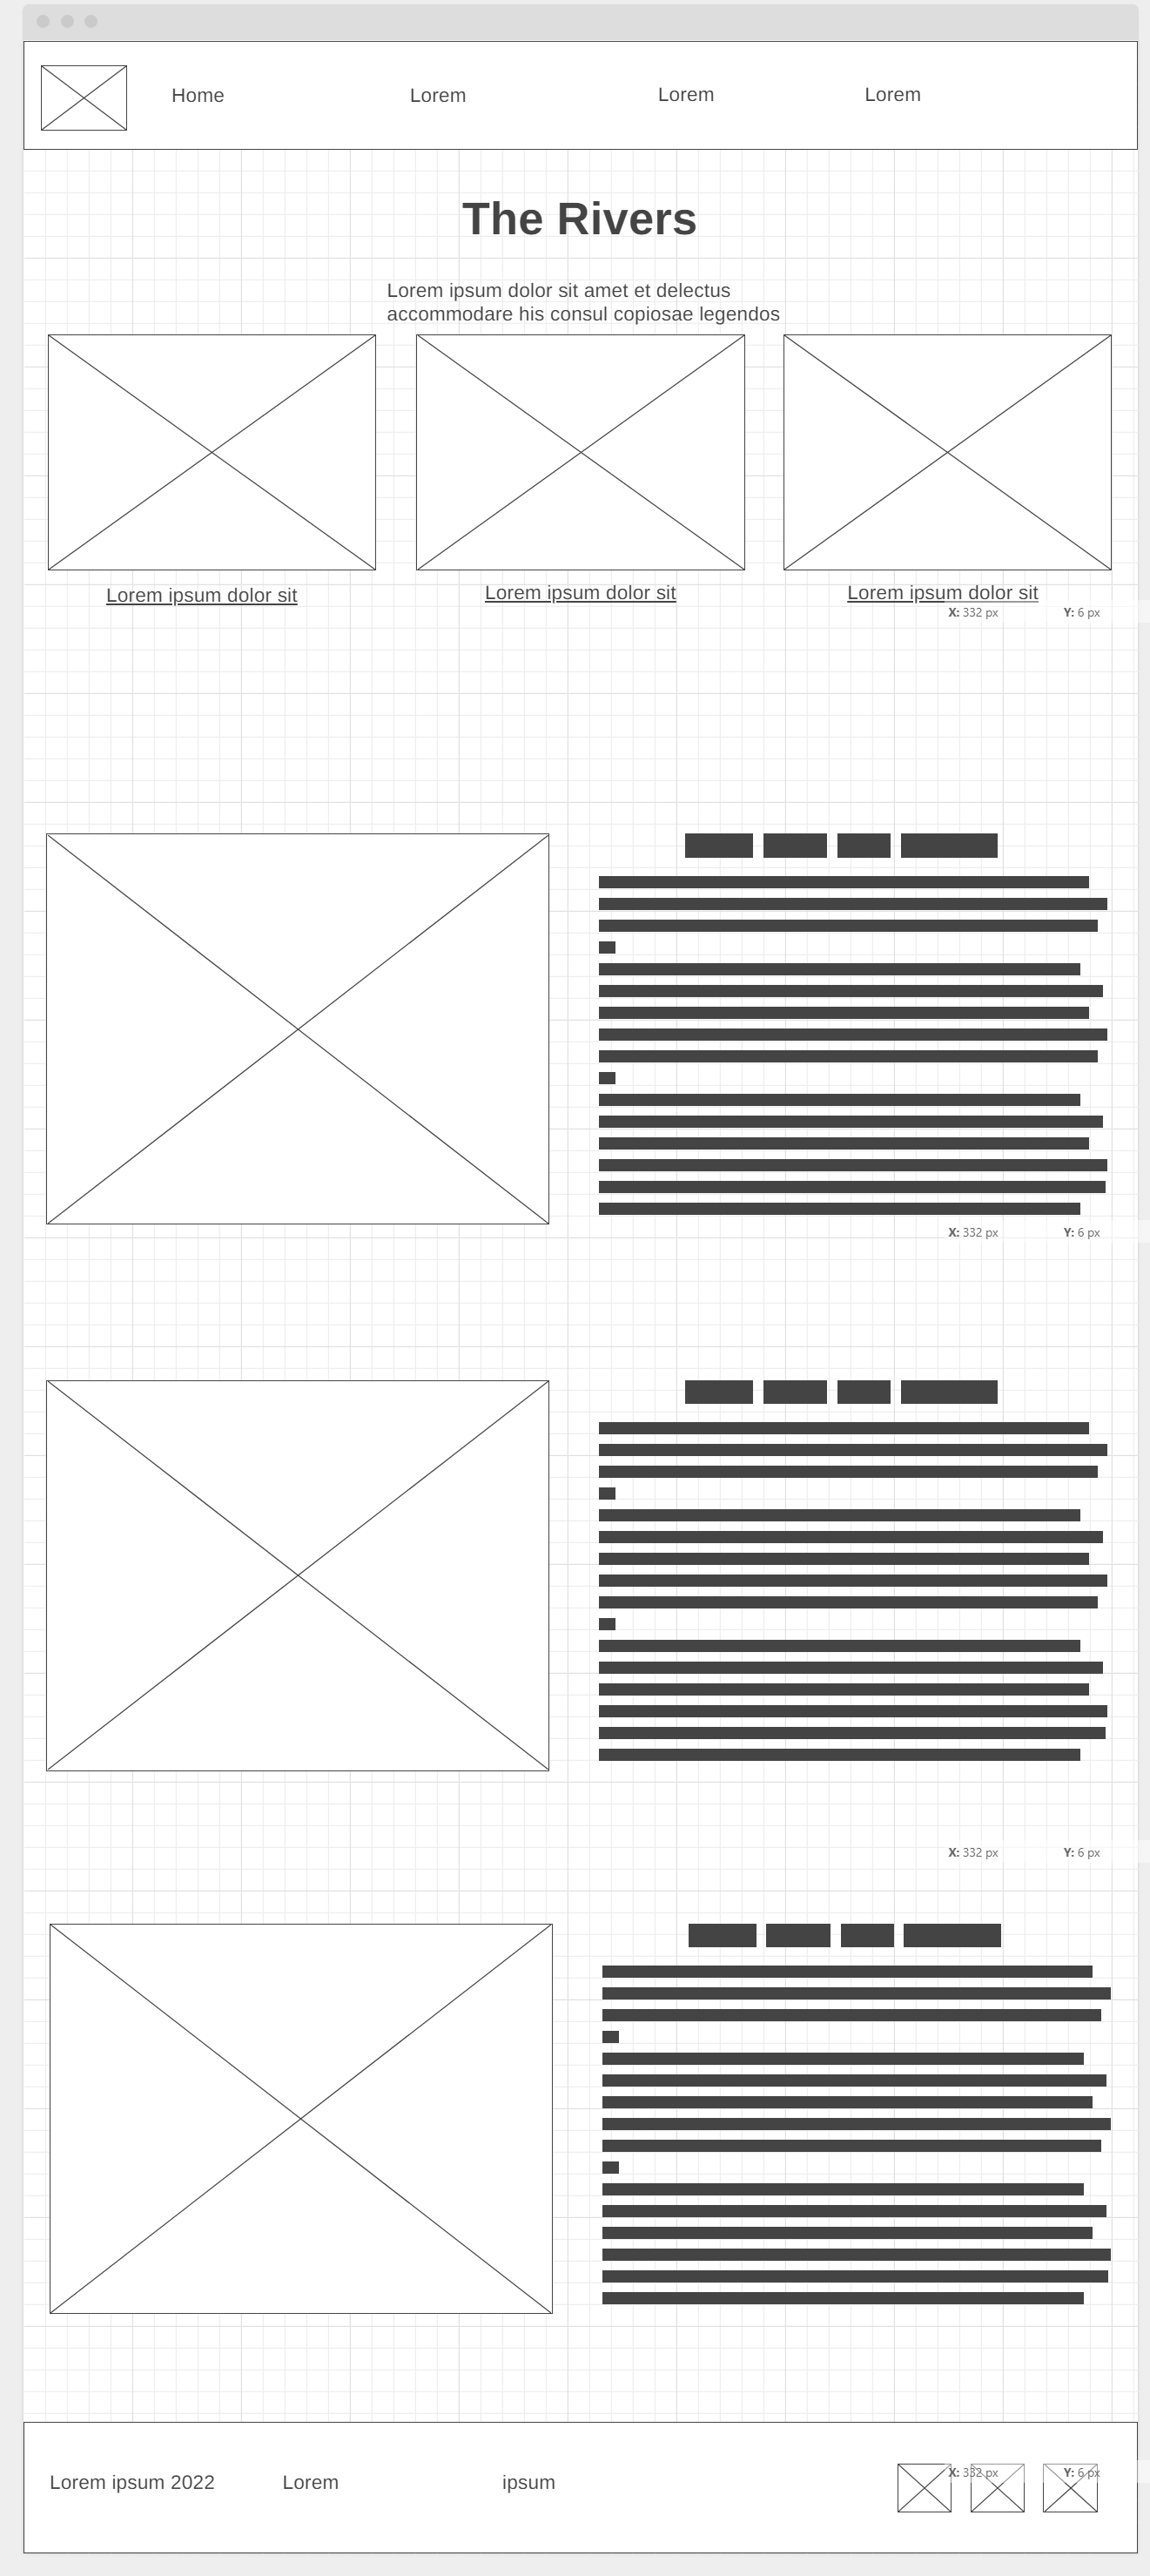 Home Lorem Lorem Lorem
The Rivers
Lorem ipsum dolor sit amet et delectus
accommodare his consul copiosae legendos
Lorem ipsum dolor sit Lorem ipsum dolor sit Lorem ipsum dolor sit
X: 332 px Y: 6 px
X: 332 px Y: 6 px
X: 332 px Y: 6 px
Lorem ipsum 2022 Lorem ipsum
X: 332 px Y: 6 px